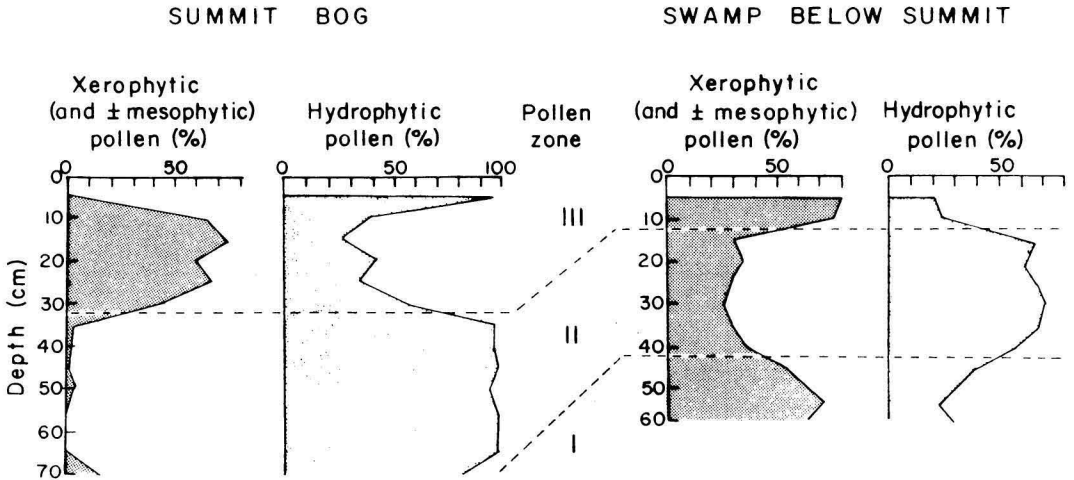 SUMMIT BOG
SWAMP BELOW SUMMIT
Xerophytic
(and ± mesophytic)
pollen (%)
Hydrophytic
pollen (%)
Pollen
zone
Xerophytic
(and ± mesophytic)
pollen (%)
Hydrophytic
pollen (%)
0 50
0 50 100
0 50
0 50
Depth (cm)
0
10
20
30
40
50
60
70
III
II
I
0
10
20
30
40
50
60